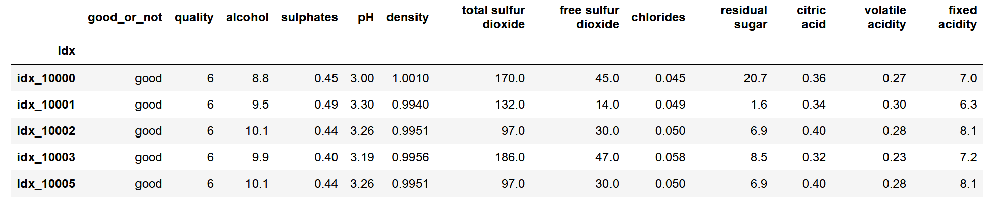 good_or_not quality alcohol sulphates pH density total sulfur dioxide free sulfur dioxide chlorides residual sugar citric acid volatile acidity fixed acidity
idx
idx_10000 good 6 8.8 0.45 3.00 1.0010 170.0 45.0 0.045 20.7 0.36 0.27 7.0
idx_10001 good 6 9.5 0.49 3.30 0.9940 132.0 14.0 0.049 1.6 0.34 0.30 6.3
idx_10002 good 6 10.1 0.44 3.26 0.9951 97.0 30.0 0.050 6.9 0.40 0.28 8.1
idx_10003 good 6 9.9 0.40 3.19 0.9956 186.0 47.0 0.058 8.5 0.32 0.23 7.2
idx_10005 good 6 10.1 0.44 3.26 0.9951 97.0 30.0 0.050 6.9 0.40 0.28 8.1